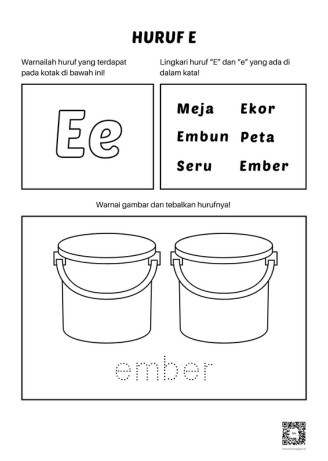 HURUF E
Warnailah huruf yang terdapat
pada kotak di bawah ini!
Ee
Lingkari huruf “E” dan “e” yang ada di
dalam kata!
Meja Ekor
Embun Peta
Seru Ember
Warnai gambar dan tebalkan hurufnya!
ember